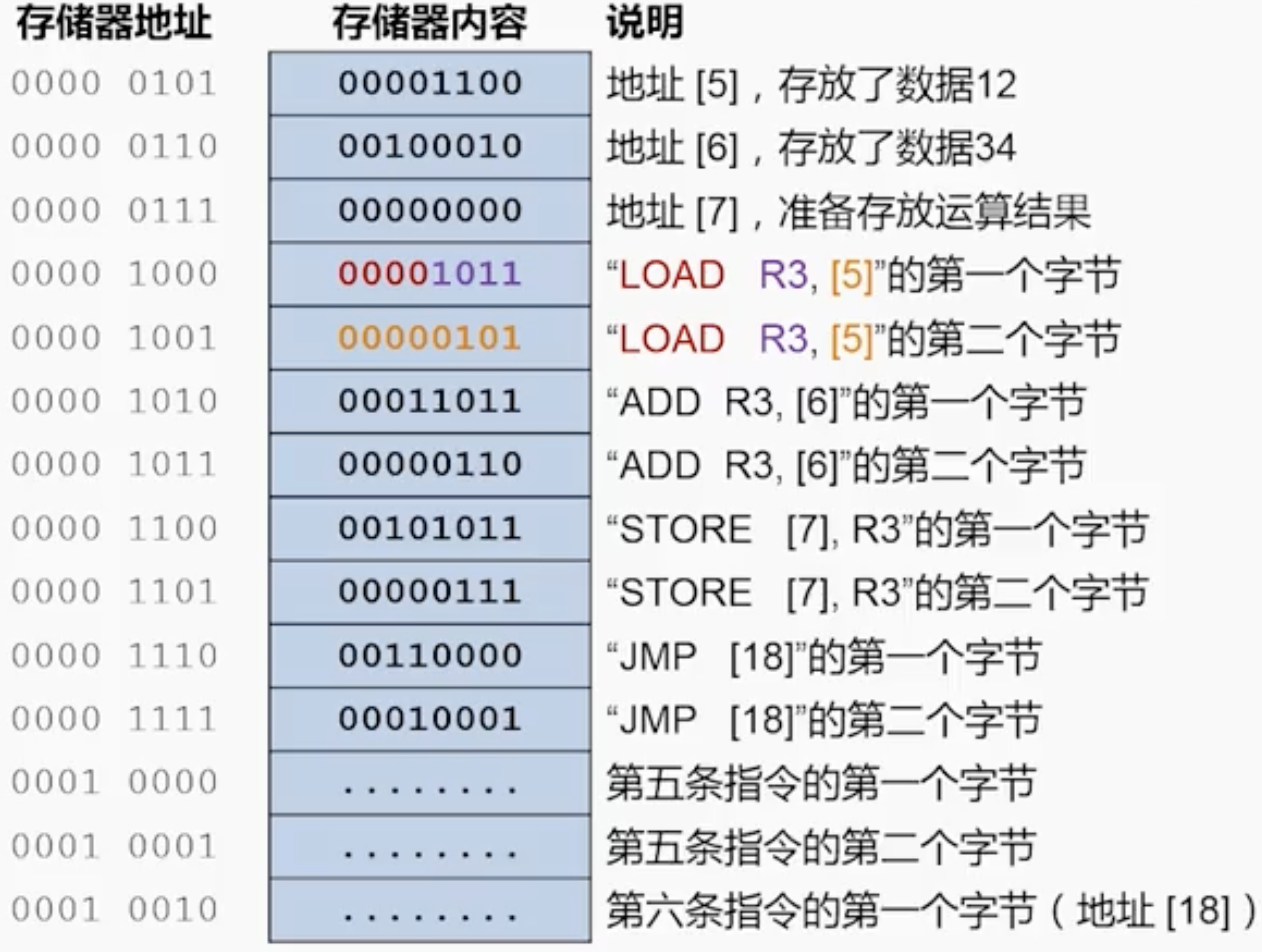 存储器地址 存储器内容 说明
0000 0101 00001100 地址 [5]，存放了数据12
0000 0110 00100010 地址 [6]，存放了数据34
0000 0111 00000000 地址 [7]，准备存放运算结果
0000 1000 00001011 “LOAD R3, [5]”的第一个字节
0000 1001 00000101 “LOAD R3, [5]”的第二个字节
0000 1010 00011011 “ADD R3, [6]”的第一个字节
0000 1011 00000110 “ADD R3, [6]”的第二个字节
0000 1100 00101011 “STORE [7], R3”的第一个字节
0000 1101 00000111 “STORE [7], R3”的第二个字节
0000 1110 00110000 “JMP [18]”的第一个字节
0000 1111 00010001 “JMP [18]”的第二个字节
0001 0000 ........ 第五条指令的第一个字节
0001 0001 ........ 第五条指令的第二个字节
0001 0010 ........ 第六条指令的第一个字节（地址 [18]）